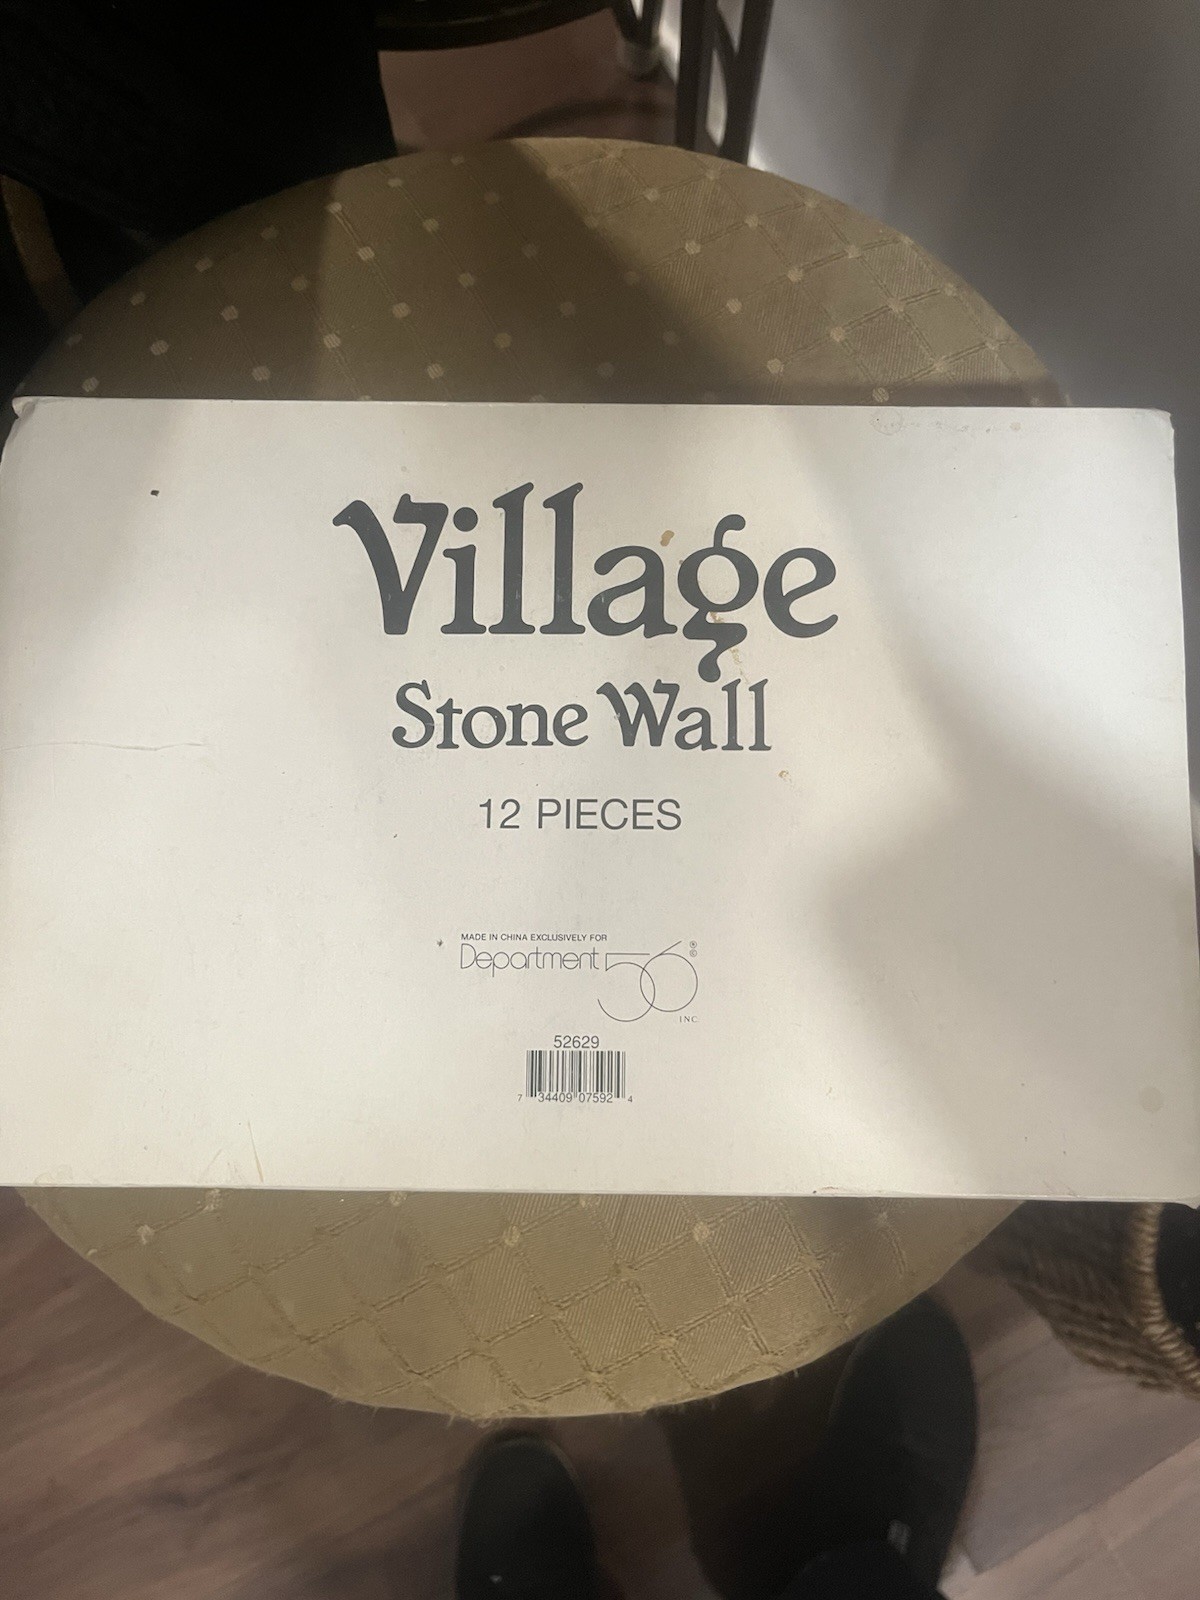 Village
Stone Wall
12 PIECES
MADE IN CHINA EXCLUSIVELY FOR
Department 56 ® ©
INC.
52629
7 34409 07592 4